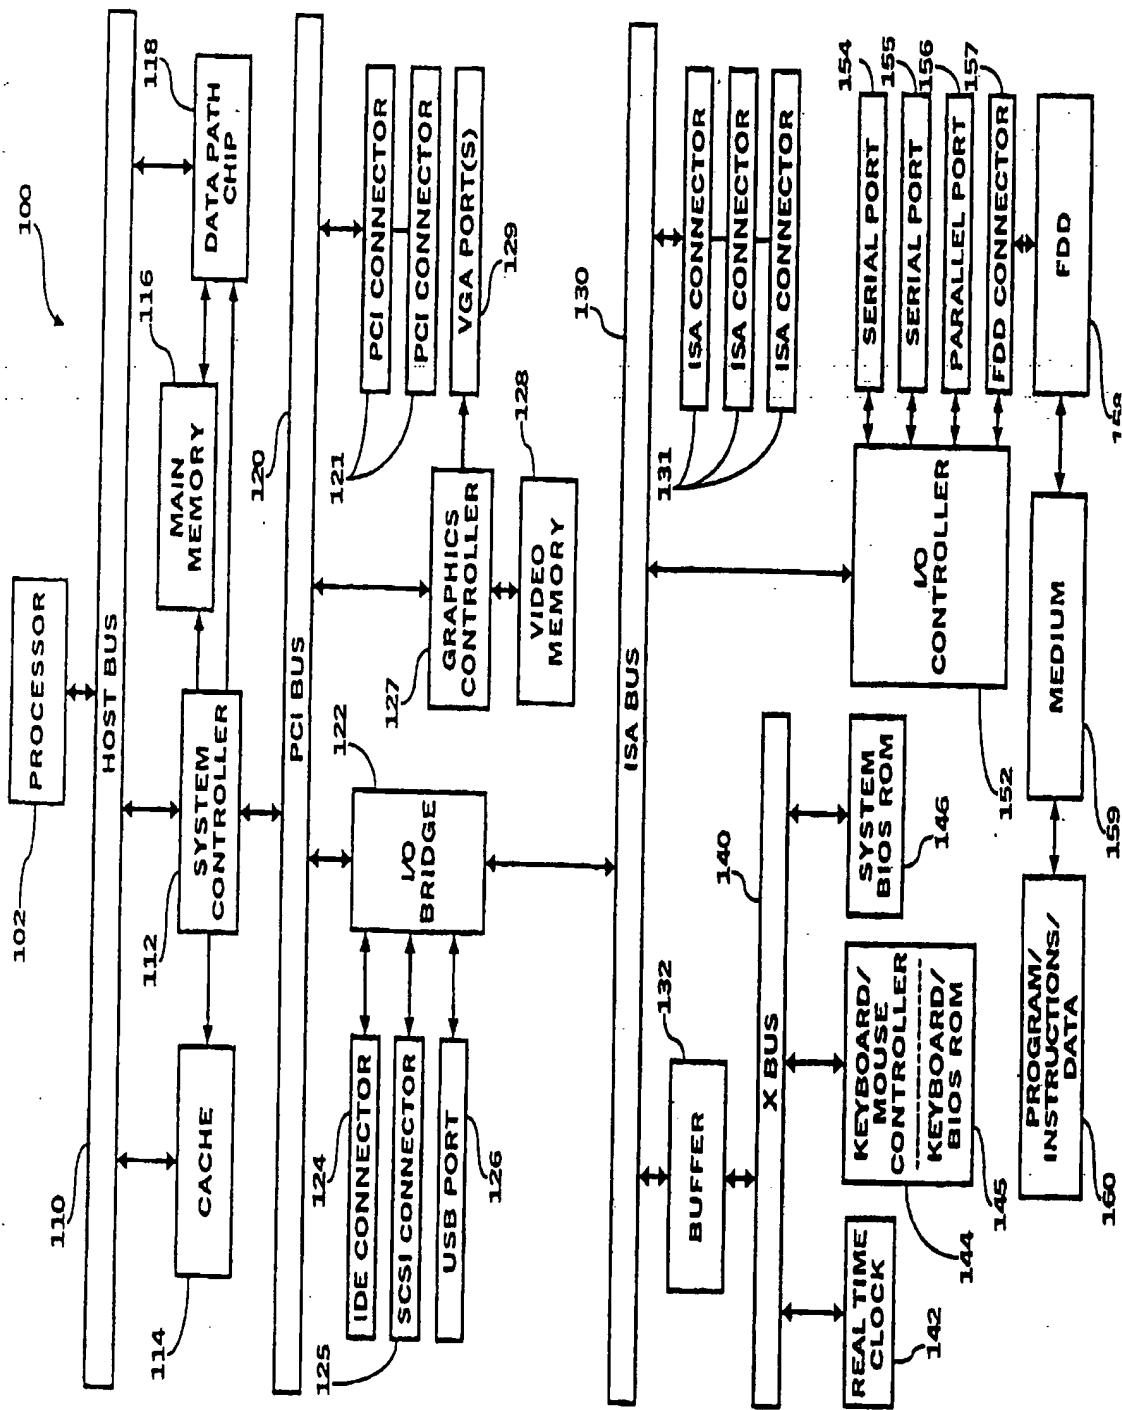 100
PROCESSOR
102
HOST BUS
110
CACHE
114
SYSTEM
CONTROLLER
112
MAIN
MEMORY
116
DATA PATH
CHIP
118
PCI BUS
120
IDE CONNECTOR
124
SCSI CONNECTOR
125
USB PORT
126
I/O
BRIDGE
122
GRAPHICS
CONTROLLER
127
VIDEO
MEMORY
128
PCI CONNECTOR
PCI CONNECTOR
121
VGA PORT(S)
129
ISA BUS
130
BUFFER
132
ISA CONNECTOR
ISA CONNECTOR
ISA CONNECTOR
131
X BUS
140
REAL TIME
CLOCK
142
KEYBOARD/
MOUSE
CONTROLLER
KEYBOARD/
BIOS ROM
144
145
SYSTEM
BIOS ROM
146
I/O
CONTROLLER
152
SERIAL PORT
154
SERIAL PORT
155
PARALLEL PORT
156
FDD CONNECTOR
157
FDD
158
MEDIUM
159
PROGRAM/
INSTRUCTIONS/
DATA
160